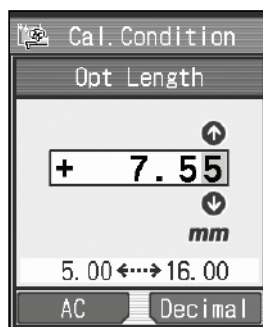 Cal.Condition
Opt Length
+ 7.55
mm
5.00 ↔ 16.00
AC Decimal